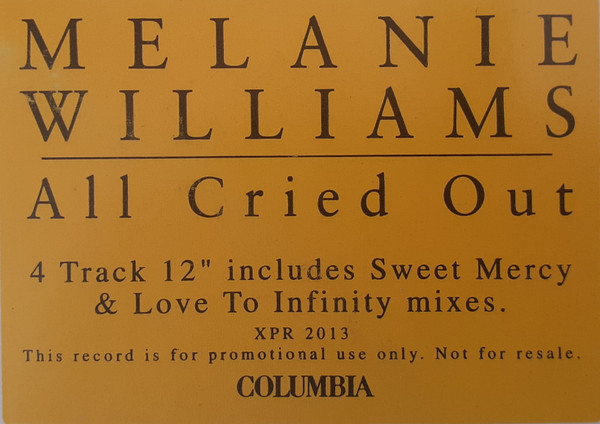 MELANIE
WILLIAMS
All Cried Out
4 Track 12" includes Sweet Mercy
& Love To Infinity mixes.
XPR 2013
This record is for promotional use only. Not for resale.
COLUMBIA